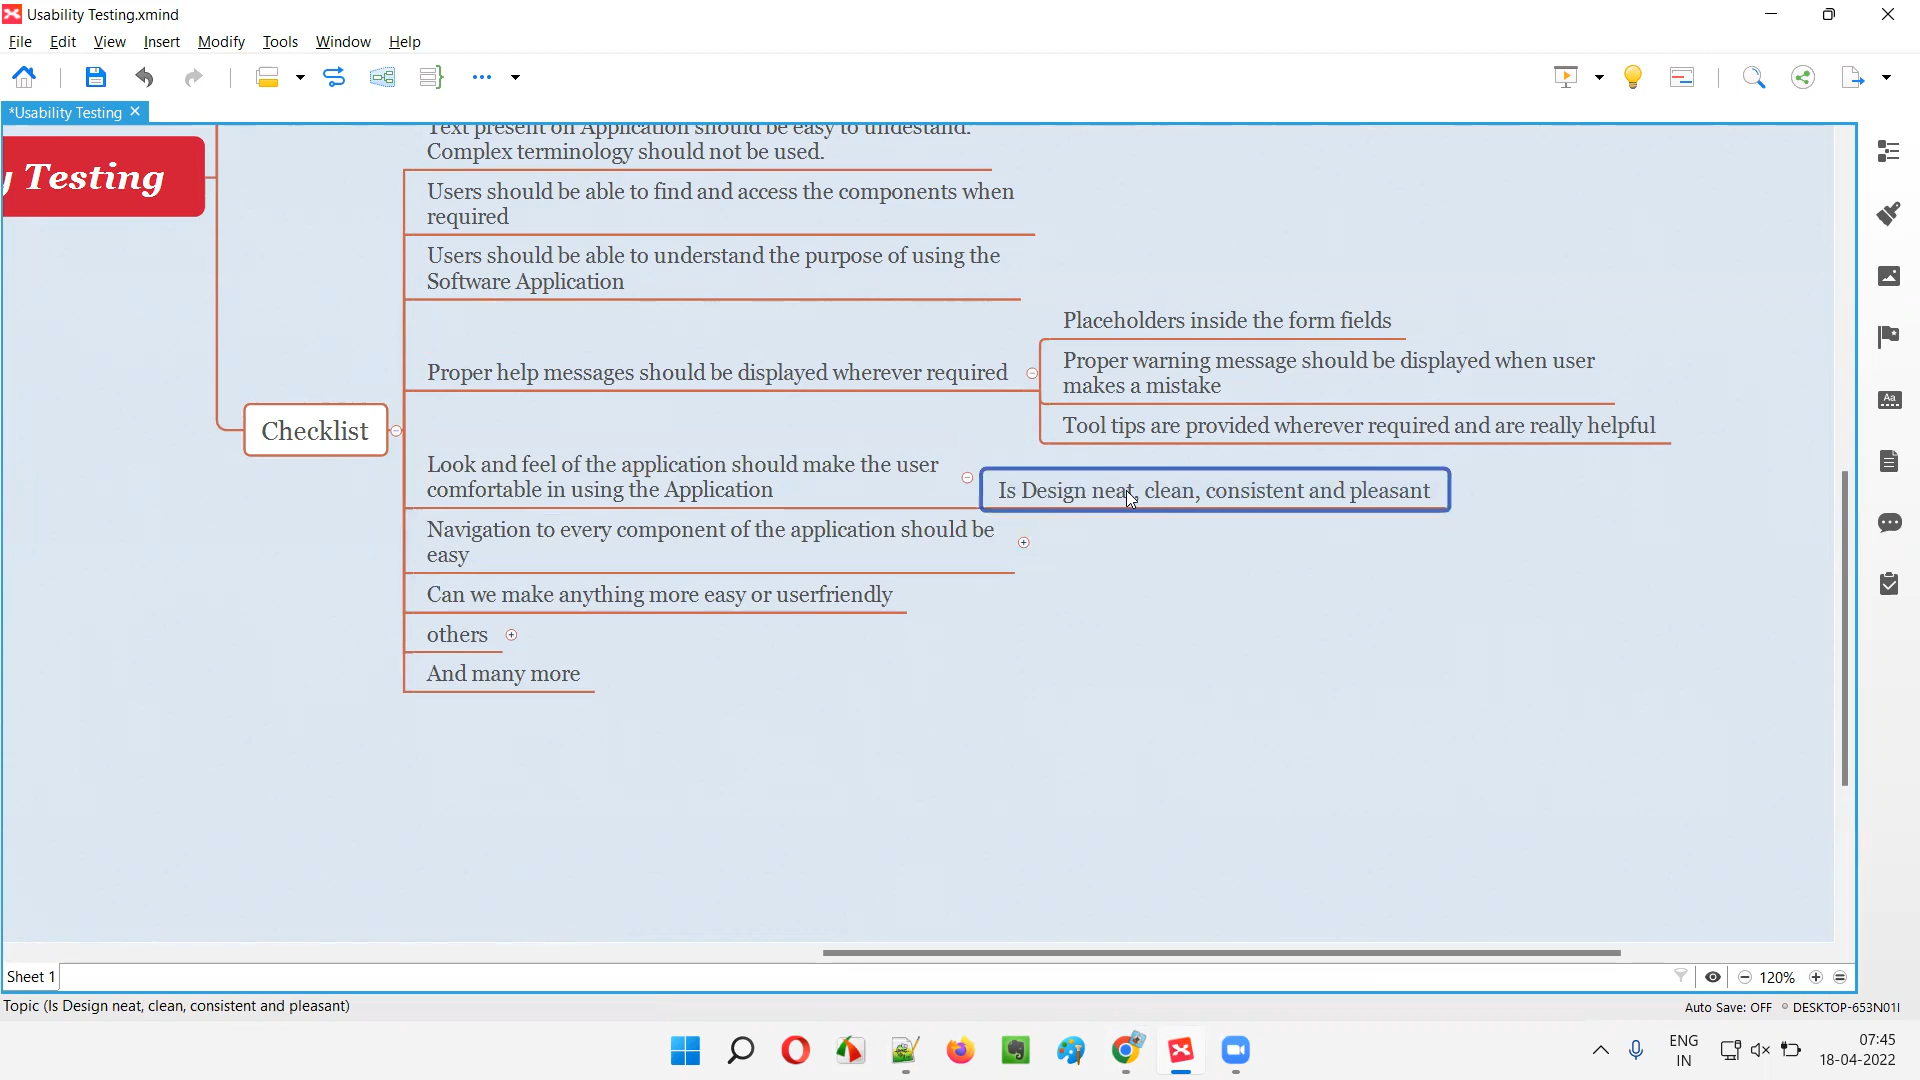 Usability Testing.xmind
File Edit View Insert Modify Tools Window Help
*Usability Testing
Text present on Application should be easy to undestand.
Complex terminology should not be used.
y Testing
Users should be able to find and access the components when
required
Users should be able to understand the purpose of using the
Software Application
Placeholders inside the form fields
Proper warning message should be displayed when user
makes a mistake
Proper help messages should be displayed wherever required
Tool tips are provided wherever required and are really helpful
Checklist
Look and feel of the application should make the user
comfortable in using the Application
Is Design neat, clean, consistent and pleasant
Navigation to every component of the application should be
easy
Can we make anything more easy or userfriendly
others
And many more
Aa
Sheet 1
120%
Topic (Is Design neat, clean, consistent and pleasant)
Auto Save: OFF
DESKTOP-653N01I
ENG
IN
07:45
18-04-2022